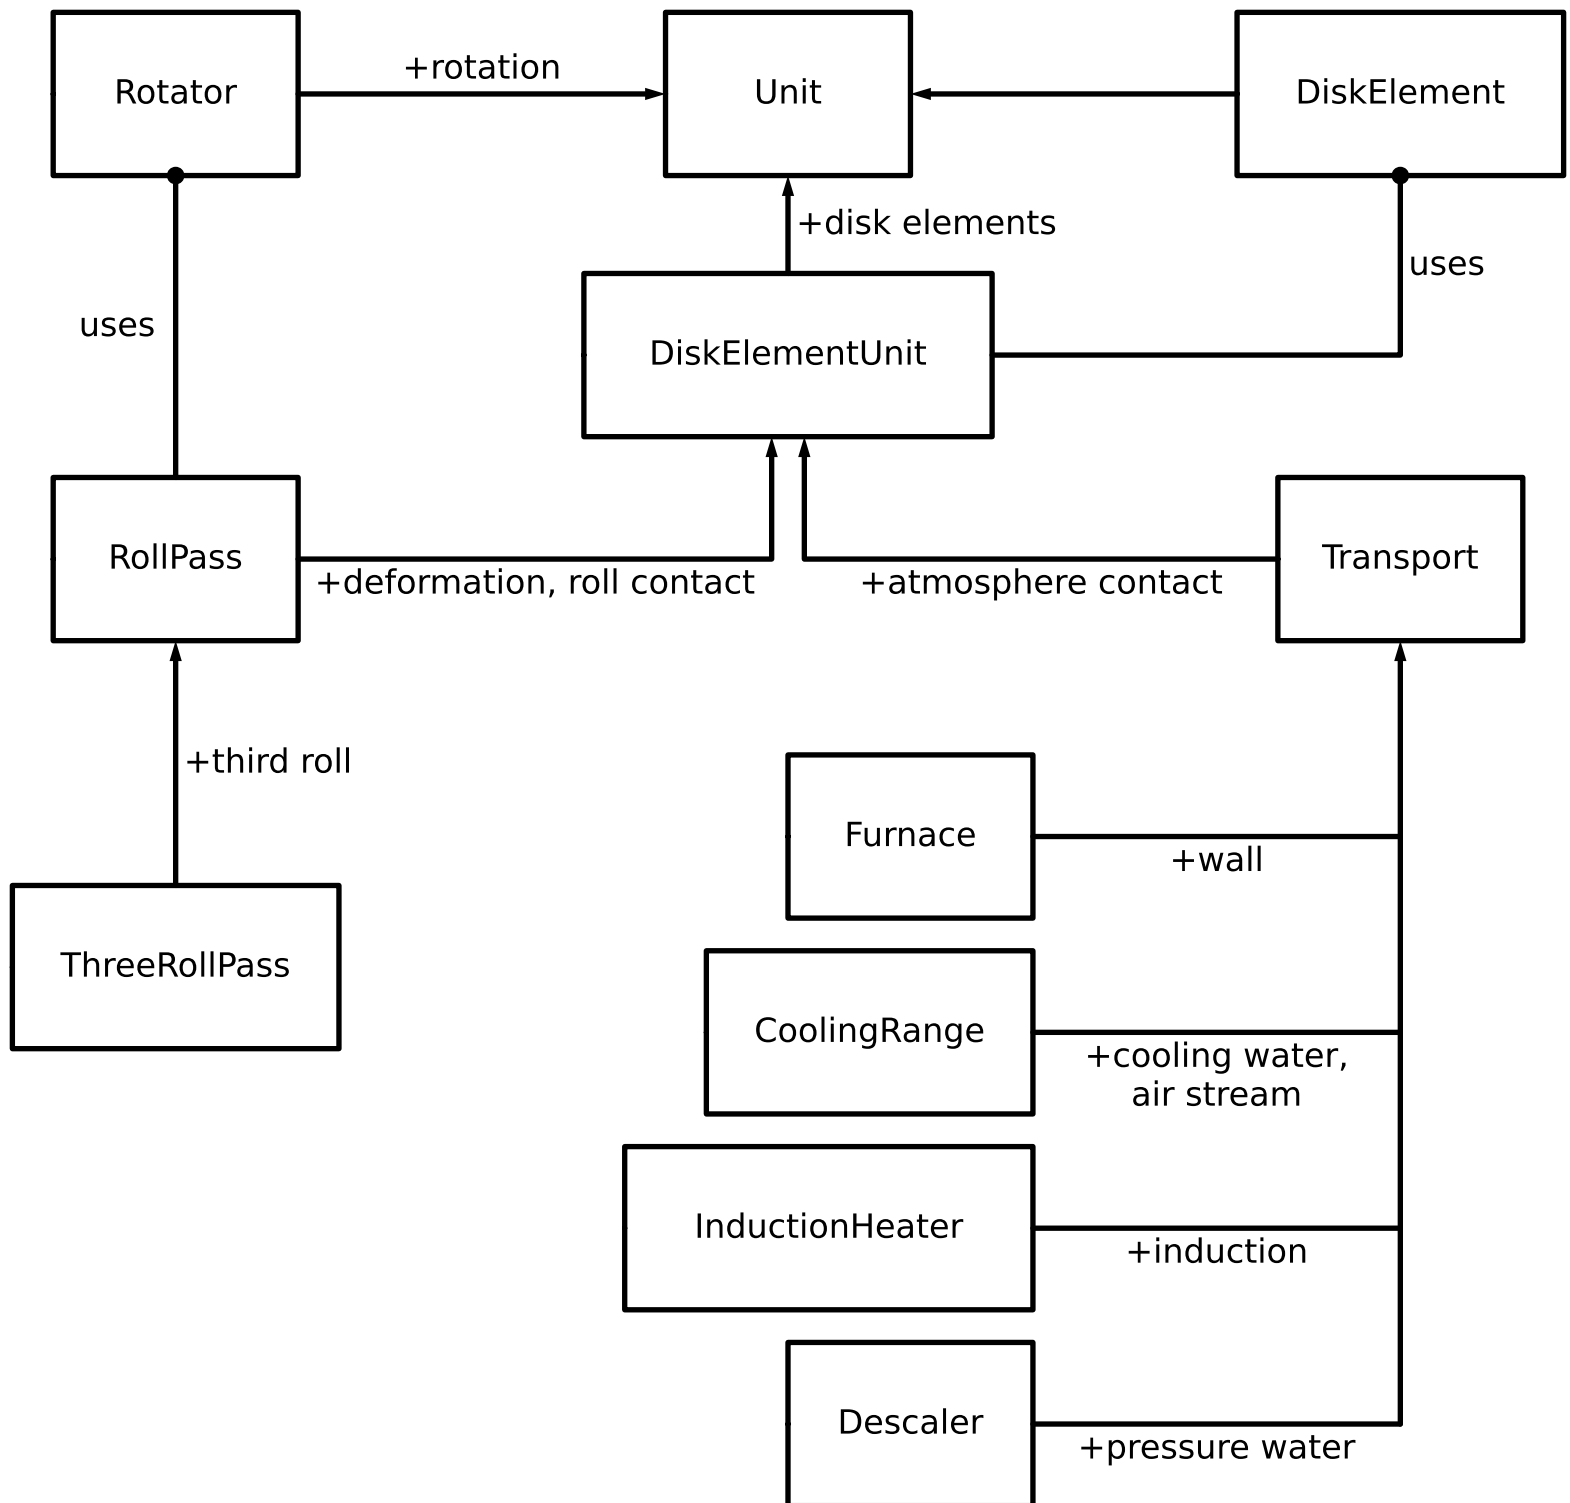 Rotator
+rotation
Unit
DiskElement
+disk elements
uses
uses
DiskElementUnit
RollPass
+deformation, roll contact
+atmosphere contact
Transport
+third roll
Furnace
+wall
ThreeRollPass
CoolingRange
+cooling water,
air stream
InductionHeater
+induction
Descaler
+pressure water